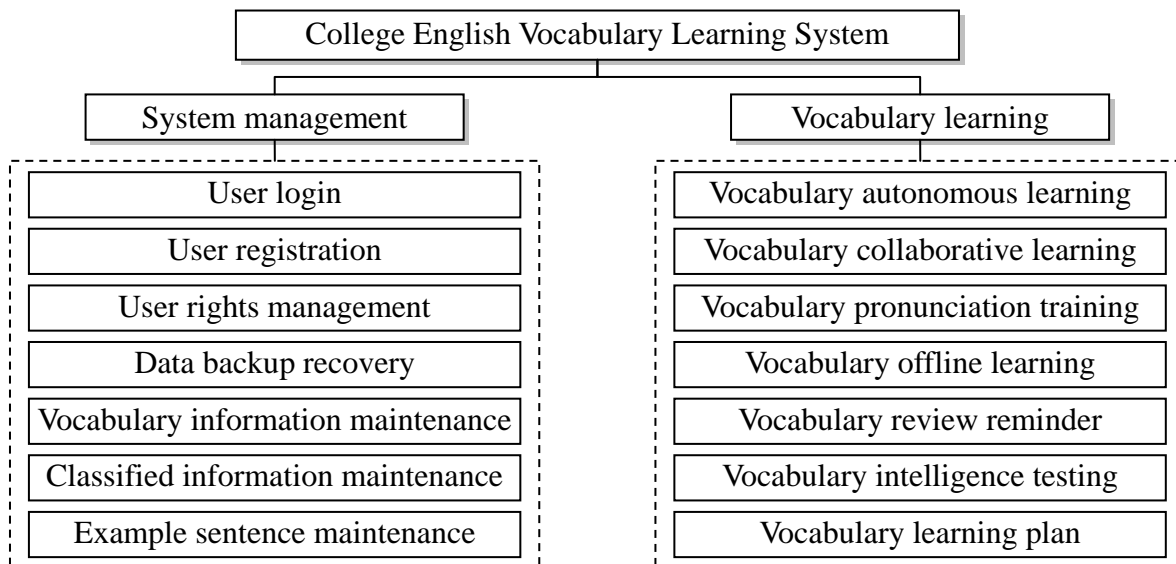 College English Vocabulary Learning System
System management
Vocabulary learning
User login
User registration
User rights management
Data backup recovery
Vocabulary information maintenance
Classified information maintenance
Example sentence maintenance
Vocabulary autonomous learning
Vocabulary collaborative learning
Vocabulary pronunciation training
Vocabulary offline learning
Vocabulary review reminder
Vocabulary intelligence testing
Vocabulary learning plan